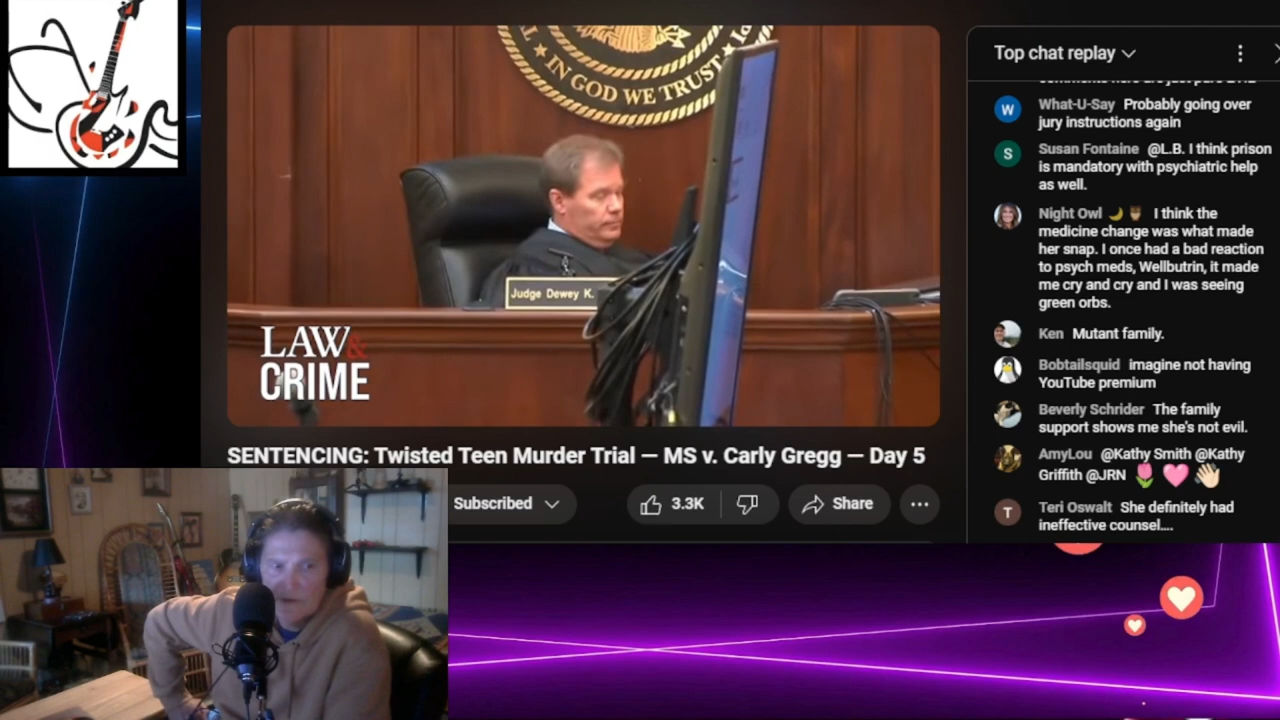 IN GOD WE TRUST
Judge Dewey K.
LAW&
CRIME
SENTENCING: Twisted Teen Murder Trial — MS v. Carly Gregg — Day 5
Subscribed
3.3K
Share
Top chat replay
W
What-U-Say Probably going over
jury instructions again
S
Susan Fontaine @L.B. I think prison
is mandatory with psychiatric help
as well.
Night Owl 🌙 🦉 I think the
medicine change was what made
her snap. I once had a bad reaction
to psych meds, Wellbutrin, it made
me cry and cry and I was seeing
green orbs.
Ken Mutant family.
Bobtailsquid imagine not having
YouTube premium
Beverly Schrider The family
support shows me she's not evil.
AmyLou @Kathy Smith @Kathy
Griffith @JRN 🌷 🩷 👋🏻
T
Teri Oswalt She definitely had
ineffective counsel....